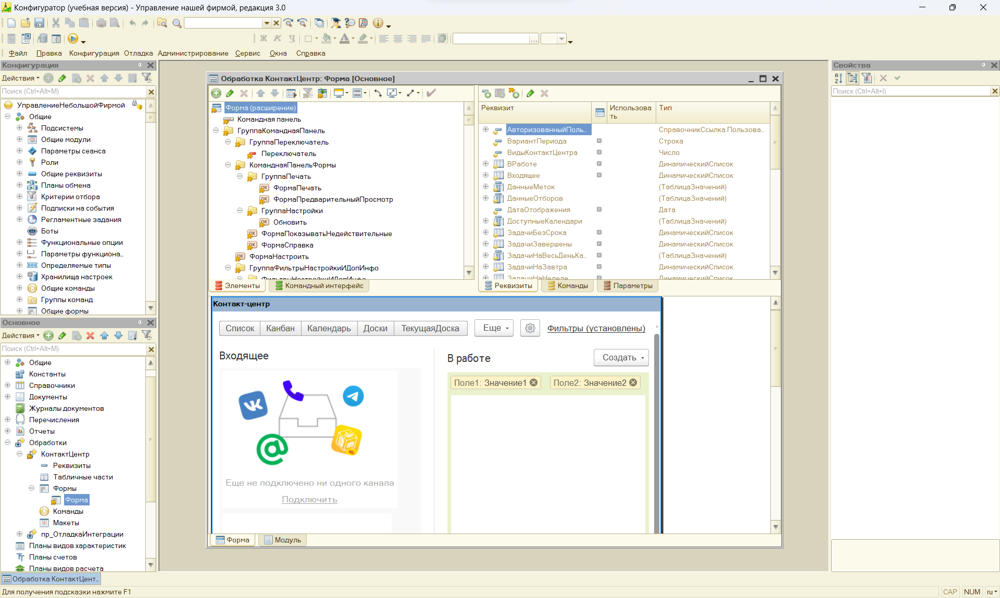 Конфигуратор (учебная версия) - Управление нашей фирмой, редакция 3.0
Файл Правка Конфигурация Отладка Администрирование Сервис Окна Справка
Конфигурация
Действия
Поиск (Ctrl+Alt+M)
УправлениеНебольшойФирмой
Общие
Подсистемы
Общие модули
Параметры сеанса
Роли
Общие реквизиты
Планы обмена
Критерии отбора
Подписки на события
Регламентные задания
Боты
Функциональные опции
Параметры функциона...
Определяемые типы
Хранилища настроек
Общие команды
Группы команд
Общие формы
Основное
Действия
Поиск (Ctrl+Alt+M)
Общие
Константы
Справочники
Документы
Журналы документов
Перечисления
Отчеты
Обработки
КонтактЦентр
Реквизиты
Табличные части
Формы
Форма
Команды
Макеты
пр_ОтладкаИнтеграции
Планы видов характеристик
Планы счетов
Планы видов расчета
Обработка КонтактЦентр: Форма [Основное]
Форма (расширение)
Командная панель
ГруппаКоманднаяПанель
ГруппаПереключатель
Переключатель
КоманднаяПанельФормы
ГруппаПечать
ФормаПечать
ФормаПредварительныйПросмотр
ГруппаНастройки
Обновить
ФормаПоказыватьНедействительные
ФормаСправка
ФормаНастроить
ГруппаФильтрыНастройкиИДопИнфо
ФильтрыНастройкиИДопИнфо
Элементы Командный интерфейс
Реквизит Использовать Тип
АвторизованныйПоль... СправочникСсылка.Пользова...
ВариантПериода Строка
ВидыКонтактЦентра Число
ВРаботе ДинамическийСписок
Входящее ДинамическийСписок
ДанныеМеток (ТаблицаЗначений)
ДанныеОтборов (ТаблицаЗначений)
ДатаОтображения Дата
ДоступныеКалендари (ТаблицаЗначений)
ЗадачиБезСрока ДинамическийСписок
ЗадачиЗавершены ДинамическийСписок
ЗадачиНаВесьДеньКа... (ТаблицаЗначений)
ЗадачиНаЗавтра ДинамическийСписок
ЗадачиНаНеделе ДинамическийСписок
Реквизиты Команды Параметры
Контакт-центр
Список Канбан Календарь Доски ТекущаяДоска Еще Фильтры (установлены)
Входящее
В работе Создать
Поле1: Значение1 Поле2: Значение2
Еще не подключено ни одного канала
Подключить
Форма Модуль
Свойства
Поиск (Ctrl+Alt+I)
Обработка КонтактЦент...
Для получения подсказки нажмите F1
CAP NUM ru